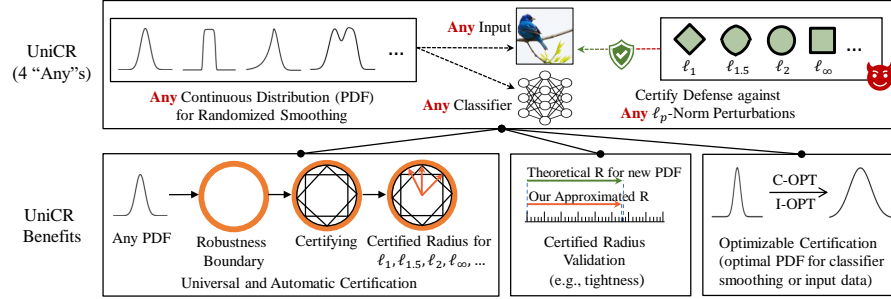 UniCR
(4 “Any”s)
...
Any Continuous Distribution (PDF)
for Randomized Smoothing
Any Input
Any Classifier
ℓ1 ℓ1.5 ℓ2 ℓ∞ ...
Certify Defense against
Any ℓp-Norm Perturbations
UniCR
Benefits
Any PDF
Robustness
Boundary
Certifying
Certified Radius for
ℓ1, ℓ1.5, ℓ2, ℓ∞, ...
Universal and Automatic Certification
Theoretical R for new PDF
Our Approximated R
Certified Radius
Validation
(e.g., tightness)
C-OPT
I-OPT
Optimizable Certification
(optimal PDF for classifier
smoothing or input data)